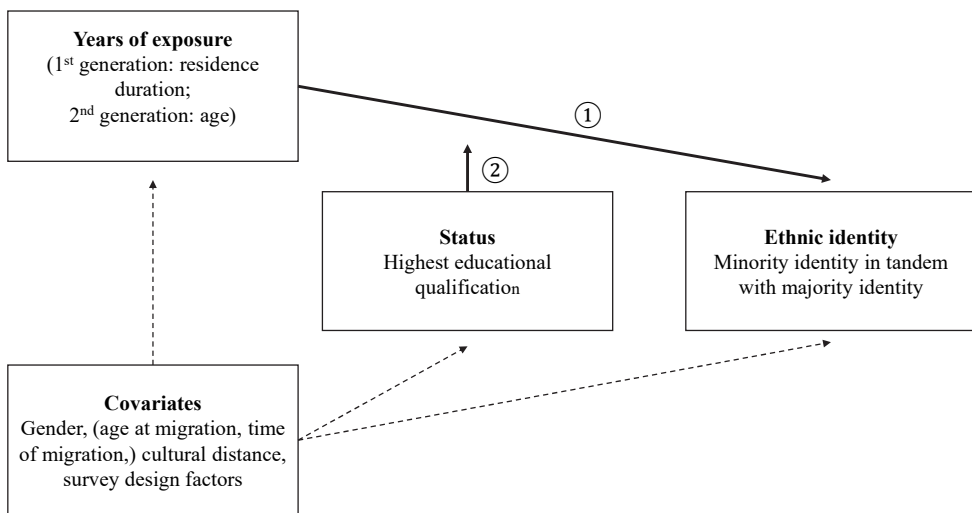 Years of exposure
(1st generation: residence
duration;
2nd generation: age)
①
②
Status
Highest educational
qualification
Ethnic identity
Minority identity in tandem
with majority identity
Covariates
Gender, (age at migration, time
of migration,) cultural distance,
survey design factors